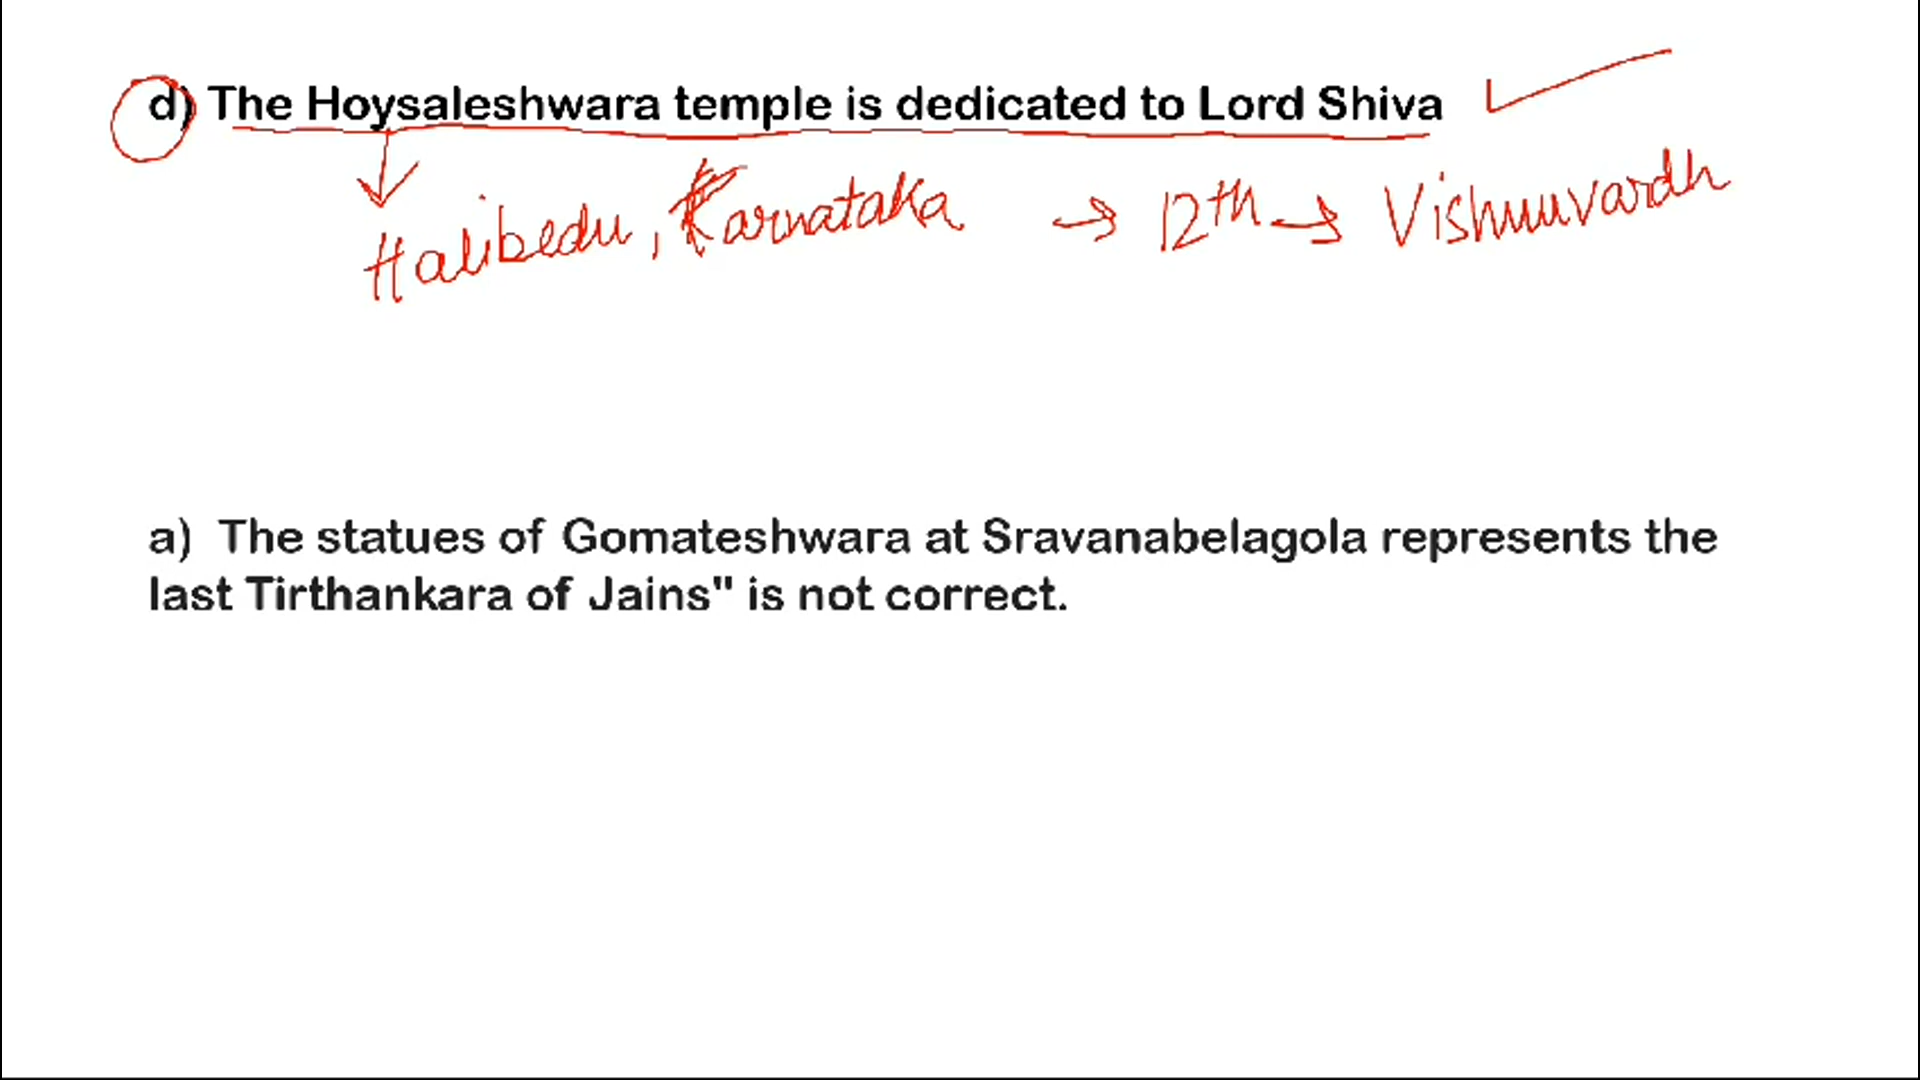 d) The Hoysaleshwara temple is dedicated to Lord Shiva
Halibedu, Karnataka → 12th → Vishnuvardh
a) The statues of Gomateshwara at Sravanabelagola represents the
last Tirthankara of Jains" is not correct.